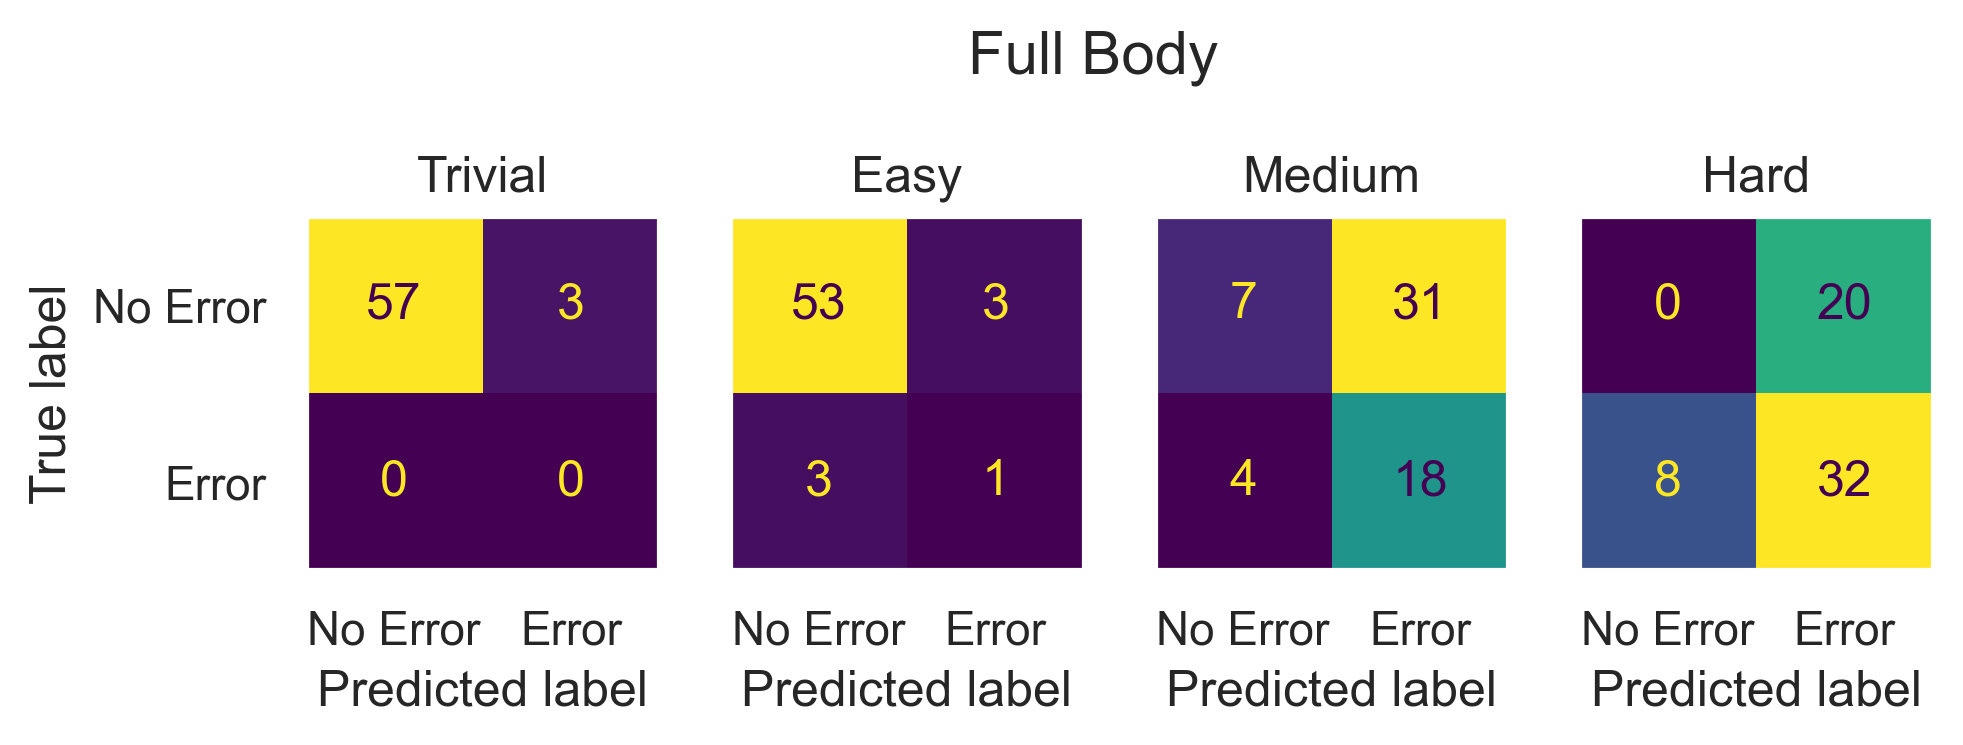 Full Body
Trivial Easy Medium Hard
True label
No Error 57 3 53 3 7 31 0 20
Error 0 0 3 1 4 18 8 32
No Error Error No Error Error No Error Error No Error Error
Predicted label Predicted label Predicted label Predicted label